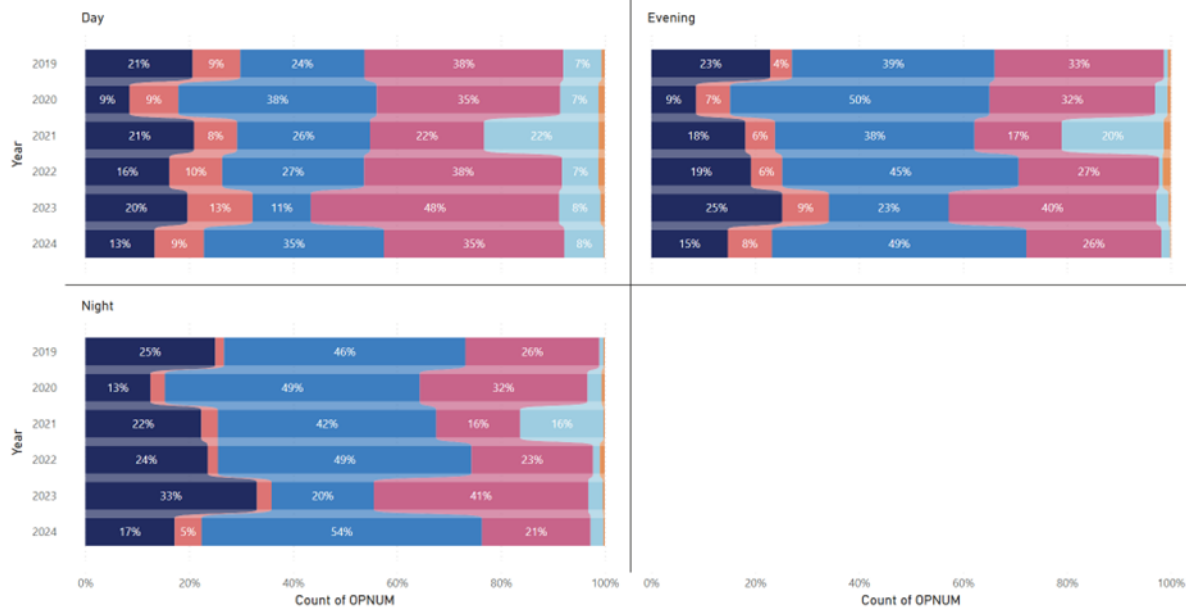 Day
Evening
2019 21% 9% 24% 38% 7% 23% 4% 39% 33%
2020 9% 9% 38% 35% 7% 9% 7% 50% 32%
2021 21% 8% 26% 22% 22% 18% 6% 38% 17% 20%
2022 16% 10% 27% 38% 7% 19% 6% 45% 27%
2023 20% 13% 11% 48% 8% 25% 9% 23% 40%
2024 13% 9% 35% 35% 8% 15% 8% 49% 26%
Year
Night
2019 25% 46% 26%
2020 13% 49% 32%
2021 22% 42% 16% 16%
2022 24% 49% 23%
2023 33% 20% 41%
2024 17% 5% 54% 21%
Year
0% 20% 40% 60% 80% 100% 0% 20% 40% 60% 80% 100%
Count of OPNUM
Count of OPNUM